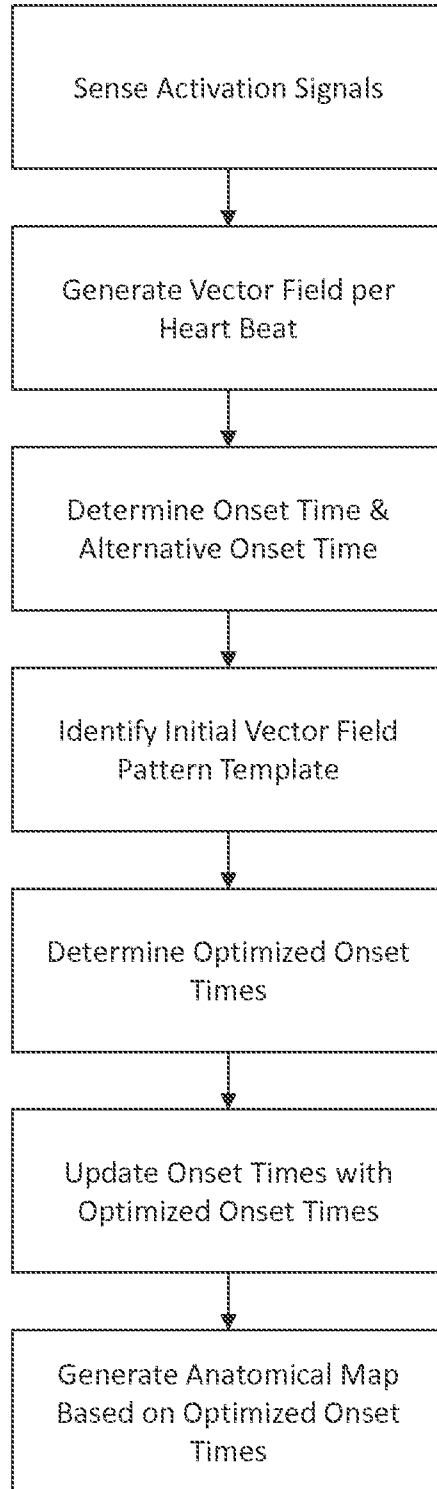 Sense Activation Signals
Generate Vector Field per
Heart Beat
Determine Onset Time &
Alternative Onset Time
Identify Initial Vector Field
Pattern Template
Determine Optimized Onset
Times
Update Onset Times with
Optimized Onset Times
Generate Anatomical Map
Based on Optimized Onset
Times